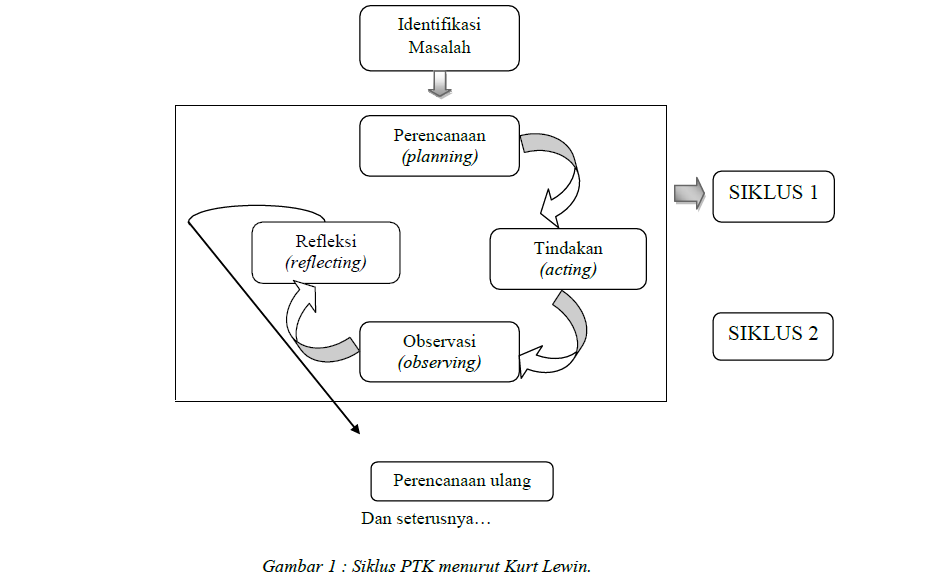 Identifikasi
Masalah
Perencanaan
(planning)
SIKLUS 1
Refleksi
(reflecting)
Tindakan
(acting)
Observasi
(observing)
SIKLUS 2
Perencanaan ulang
Dan seterusnya…
Gambar 1 : Siklus PTK menurut Kurt Lewin.